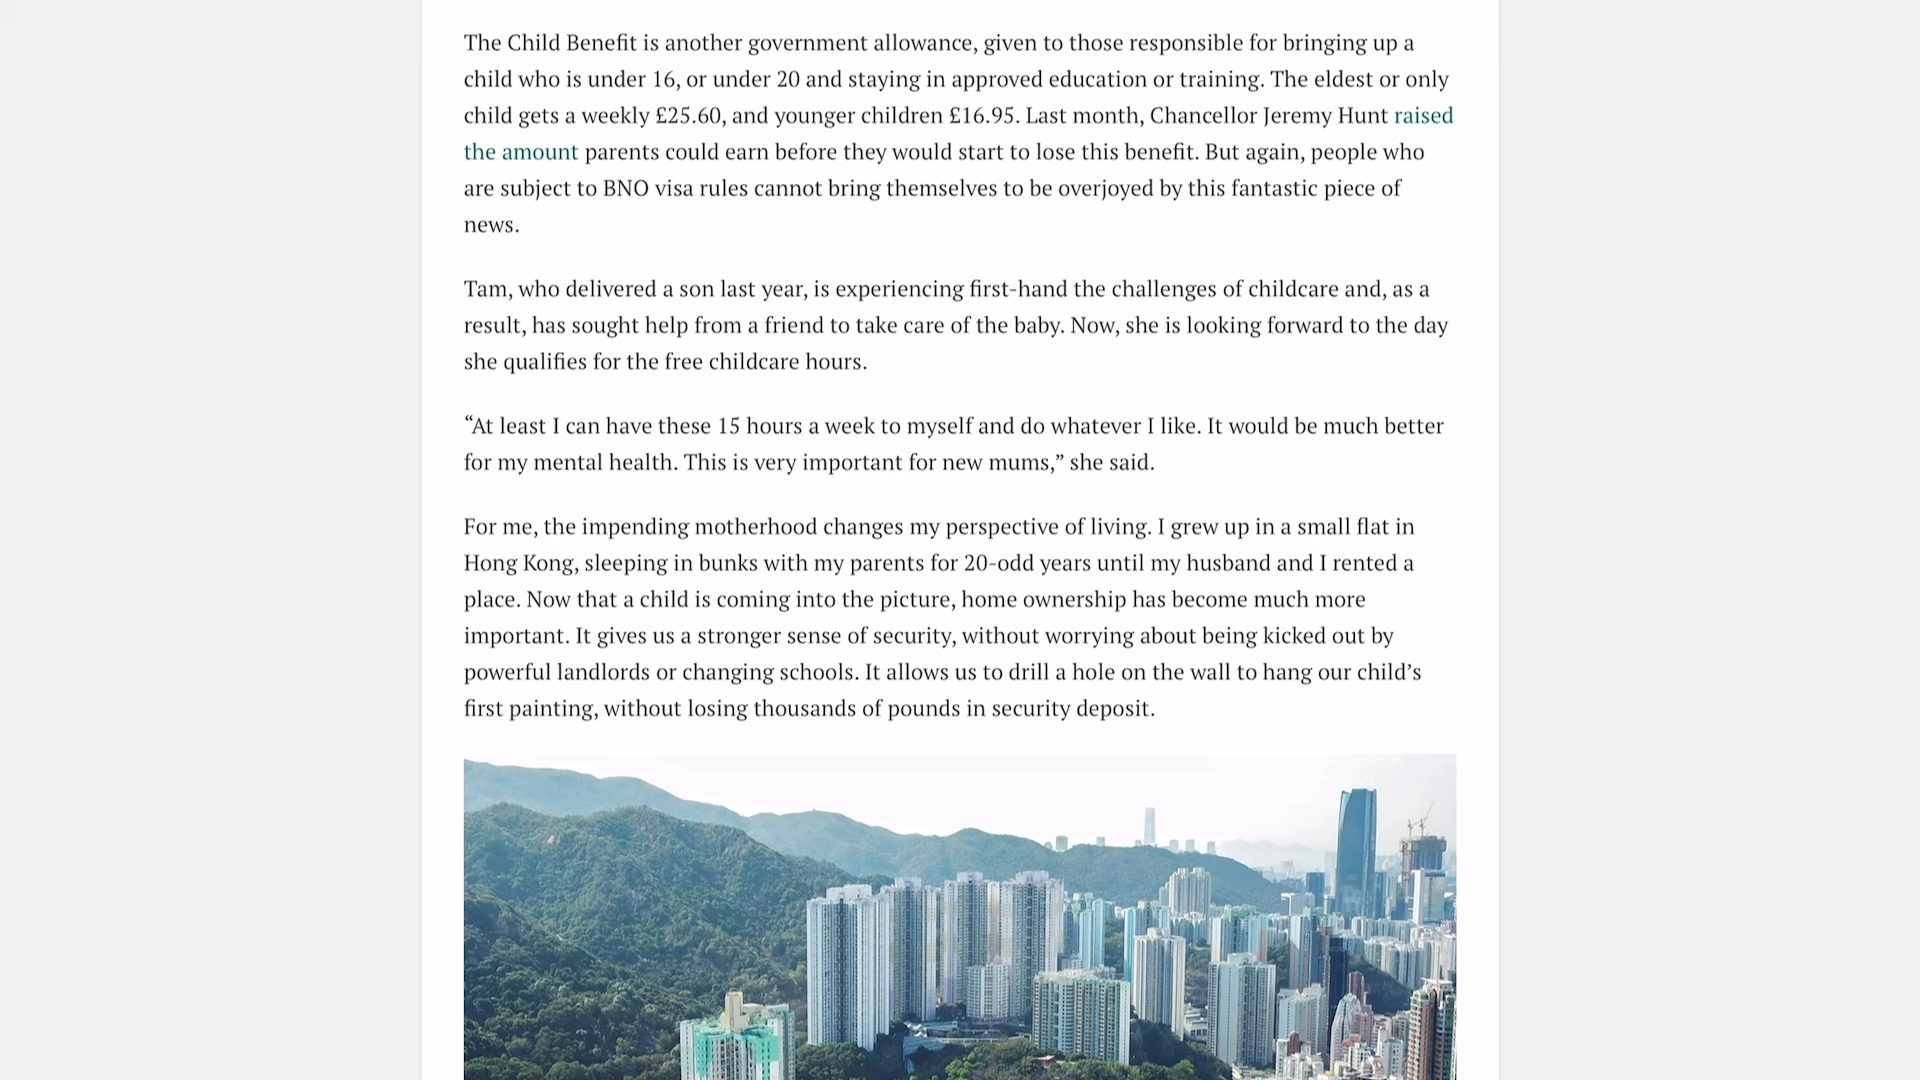 The Child Benefit is another government allowance, given to those responsible for bringing up a
child who is under 16, or under 20 and staying in approved education or training. The eldest or only
child gets a weekly £25.60, and younger children £16.95. Last month, Chancellor Jeremy Hunt raised
the amount parents could earn before they would start to lose this benefit. But again, people who
are subject to BNO visa rules cannot bring themselves to be overjoyed by this fantastic piece of
news.
Tam, who delivered a son last year, is experiencing first-hand the challenges of childcare and, as a
result, has sought help from a friend to take care of the baby. Now, she is looking forward to the day
she qualifies for the free childcare hours.
“At least I can have these 15 hours a week to myself and do whatever I like. It would be much better
for my mental health. This is very important for new mums,” she said.
For me, the impending motherhood changes my perspective of living. I grew up in a small flat in
Hong Kong, sleeping in bunks with my parents for 20-odd years until my husband and I rented a
place. Now that a child is coming into the picture, home ownership has become much more
important. It gives us a stronger sense of security, without worrying about being kicked out by
powerful landlords or changing schools. It allows us to drill a hole on the wall to hang our child’s
first painting, without losing thousands of pounds in security deposit.